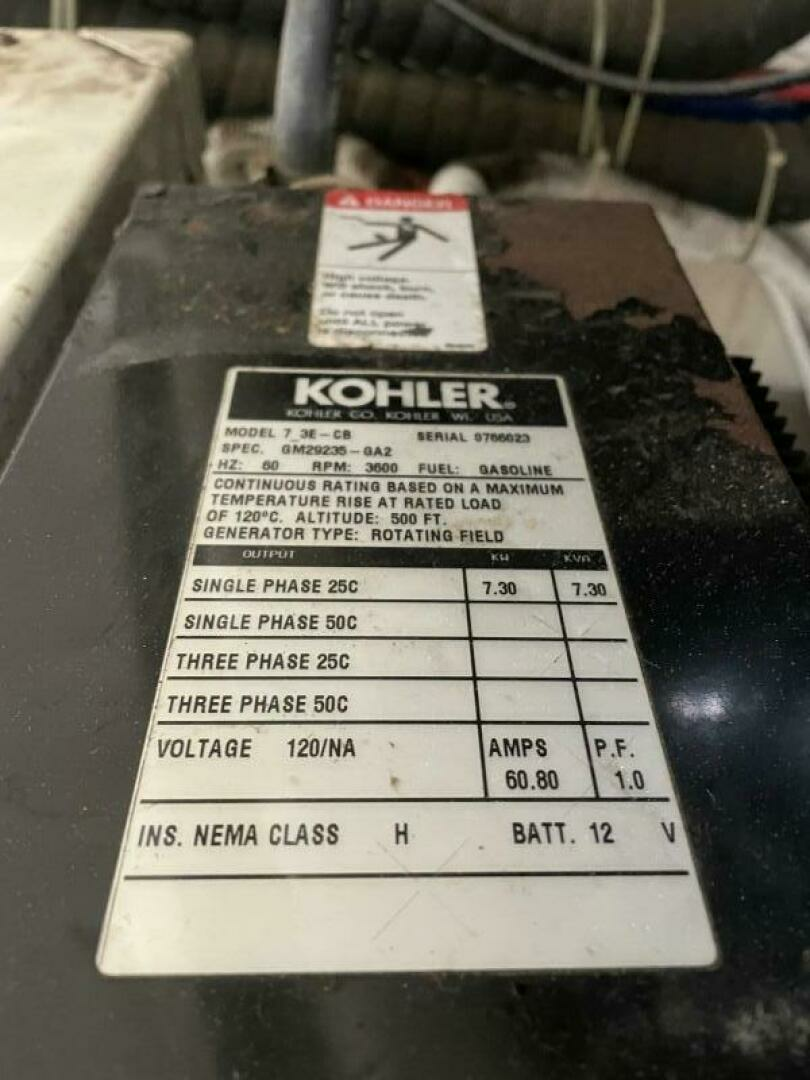 DANGER
High voltage.
Will shock, burn,
or cause death.
Do not open
until ALL power
is disconnected
KOHLER®
KOHLER CO. KOHLER WI. USA
MODEL 7_3E-CB SERIAL 0766023
SPEC. GM29235-GA2
HZ: 60 RPM: 3600 FUEL: GASOLINE
CONTINUOUS RATING BASED ON A MAXIMUM
TEMPERATURE RISE AT RATED LOAD
OF 120°C. ALTITUDE: 500 FT.
GENERATOR TYPE: ROTATING FIELD
OUTPUT KW KVA
SINGLE PHASE 25C 7.30 7.30
SINGLE PHASE 50C
THREE PHASE 25C
THREE PHASE 50C
VOLTAGE 120/NA AMPS P.F.
60.80 1.0
INS. NEMA CLASS H BATT. 12 V